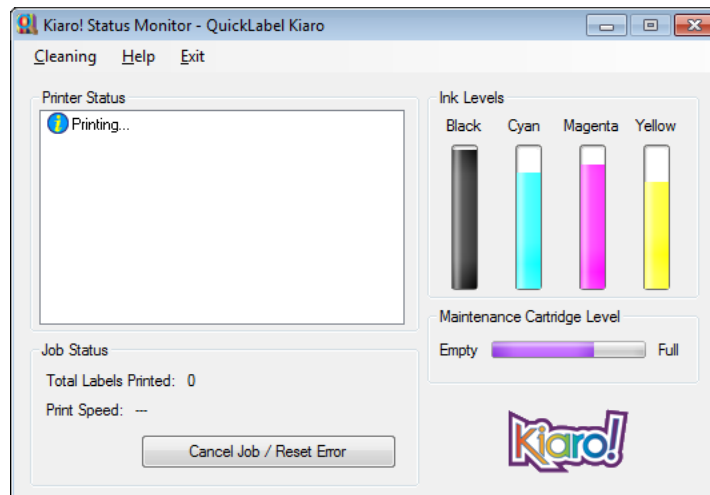 Kiaro! Status Monitor - QuickLabel Kiaro
Cleaning Help Exit
Printer Status
Printing...
Ink Levels
Black Cyan Magenta Yellow
Maintenance Cartridge Level
Empty Full
Job Status
Total Labels Printed: 0
Print Speed: ---
Cancel Job / Reset Error
Kiaro!